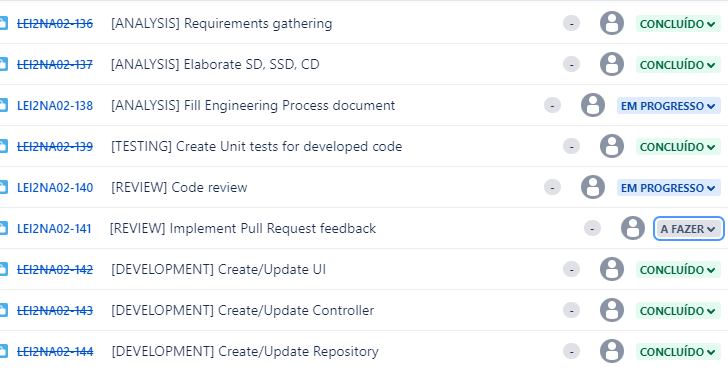 LEI2NA02-136 [ANALYSIS] Requirements gathering - CONCLUÍDO
LEI2NA02-137 [ANALYSIS] Elaborate SD, SSD, CD - CONCLUÍDO
LEI2NA02-138 [ANALYSIS] Fill Engineering Process document - EM PROGRESSO
LEI2NA02-139 [TESTING] Create Unit tests for developed code - CONCLUÍDO
LEI2NA02-140 [REVIEW] Code review - EM PROGRESSO
LEI2NA02-141 [REVIEW] Implement Pull Request feedback - A FAZER
LEI2NA02-142 [DEVELOPMENT] Create/Update UI - CONCLUÍDO
LEI2NA02-143 [DEVELOPMENT] Create/Update Controller - CONCLUÍDO
LEI2NA02-144 [DEVELOPMENT] Create/Update Repository - CONCLUÍDO